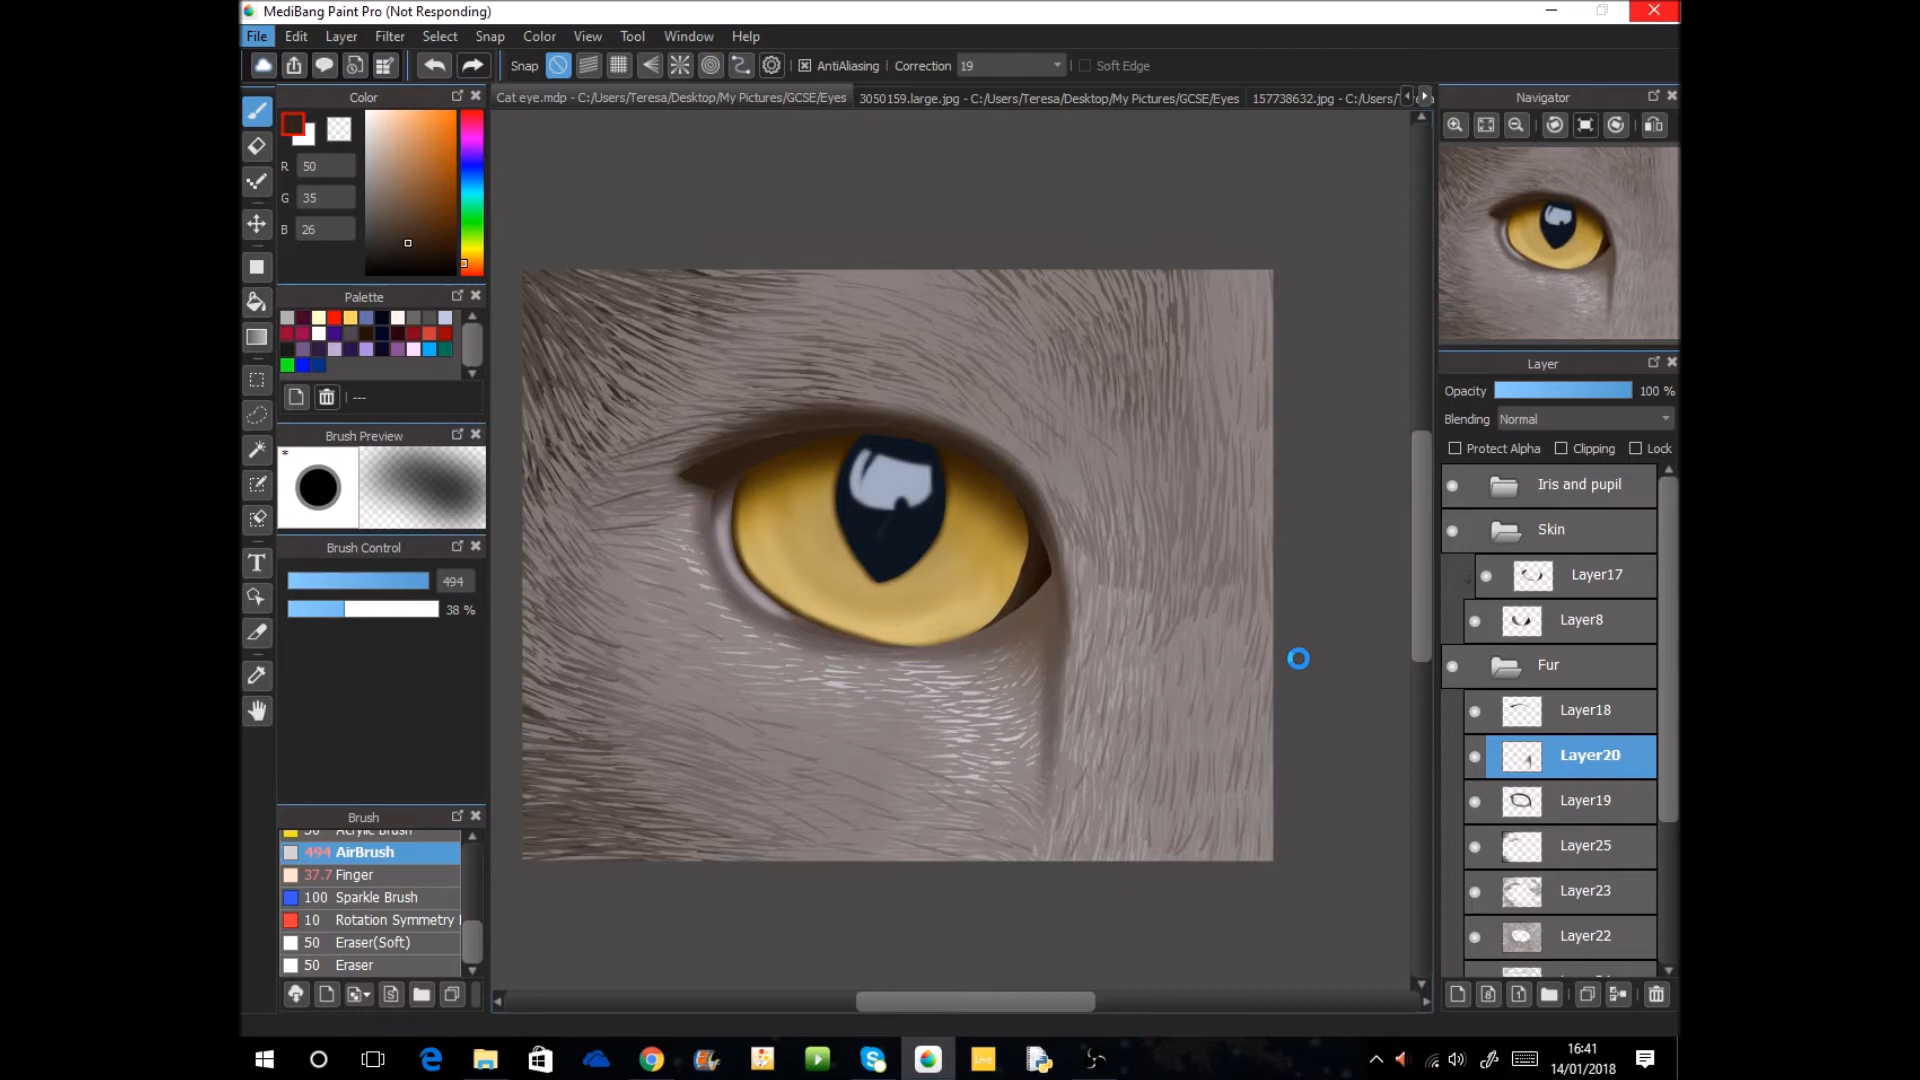 MediBang Paint Pro (Not Responding)
File Edit Layer Filter Select Snap Color View Tool Window Help
Snap AntiAliasing Correction 19 Soft Edge
Color
Cat eye.mdp - C:/Users/Teresa/Desktop/My Pictures/GCSE/Eyes 3050159.large.jpg - C:/Users/Teresa/Desktop/My Pictures/GCSE/Eyes 157738632.jpg - C:/Users/T
Navigator
R 50
G 35
B 26
Palette
---
Brush Preview
*
Brush Control
494
38 %
Brush
50 Acrylic Brush
494 AirBrush
37.7 Finger
100 Sparkle Brush
10 Rotation Symmetry
50 Eraser(Soft)
50 Eraser
Layer
Opacity 100 %
Blending Normal
Protect Alpha Clipping Lock
Iris and pupil
Skin
Layer17
Layer8
Fur
Layer18
Layer20
Layer19
Layer25
Layer23
Layer22
T
S
8
1
16:41
14/01/2018